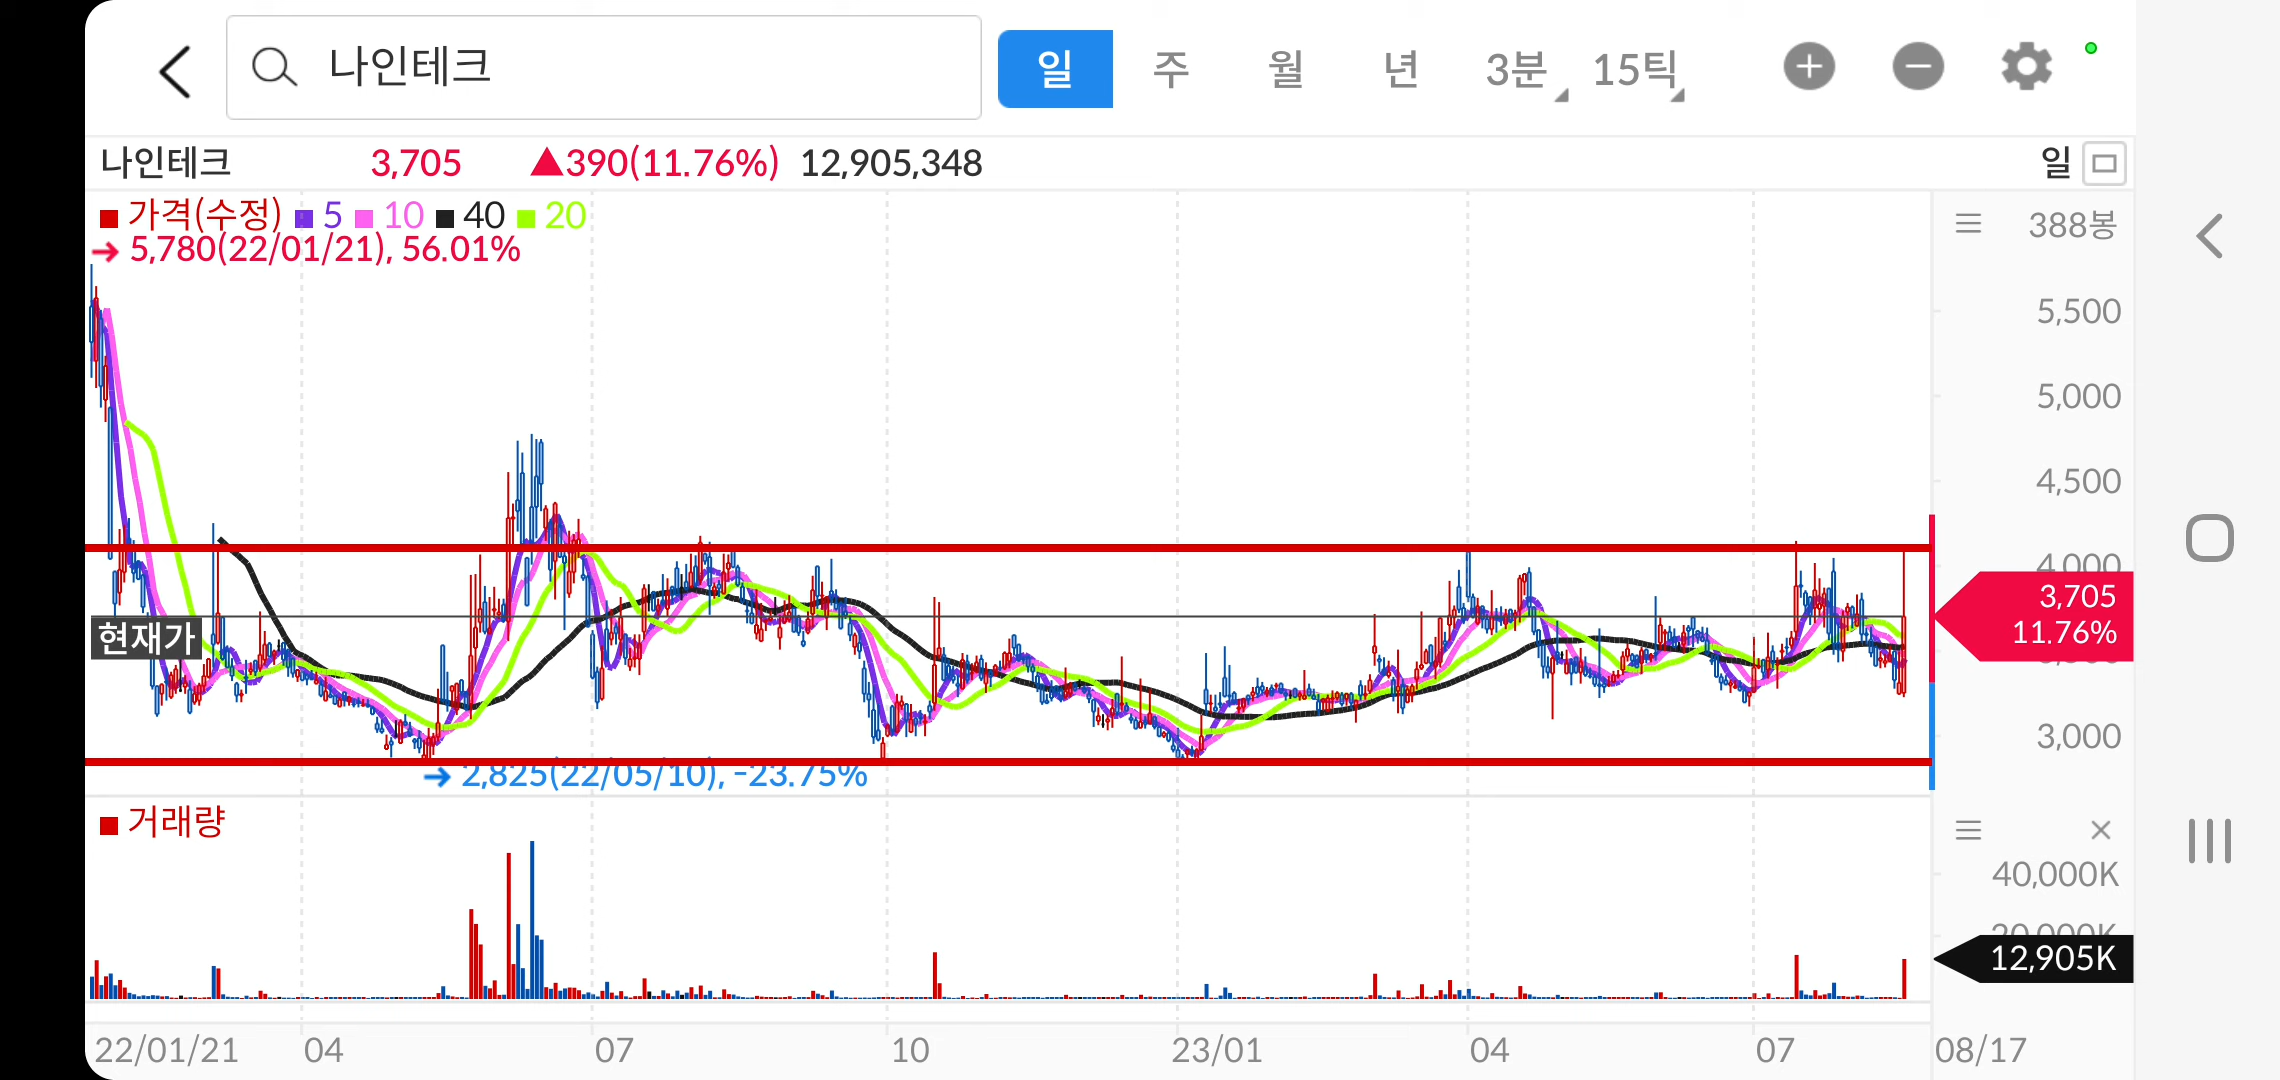 나인테크 일 주 월 년 3분 15틱
나인테크 3,705 ▲390(11.76%) 12,905,348 일
가격(수정) 5 10 40 20 388봉
→ 5,780(22/01/21), 56.01%
5,500
5,000
4,500
4,000
3,705
현재가 11.76%
3,000
→ 2,825(22/05/10), -23.75%
거래량
40,000K
20,000K
12,905K
22/01/21 04 07 10 23/01 04 07 08/17